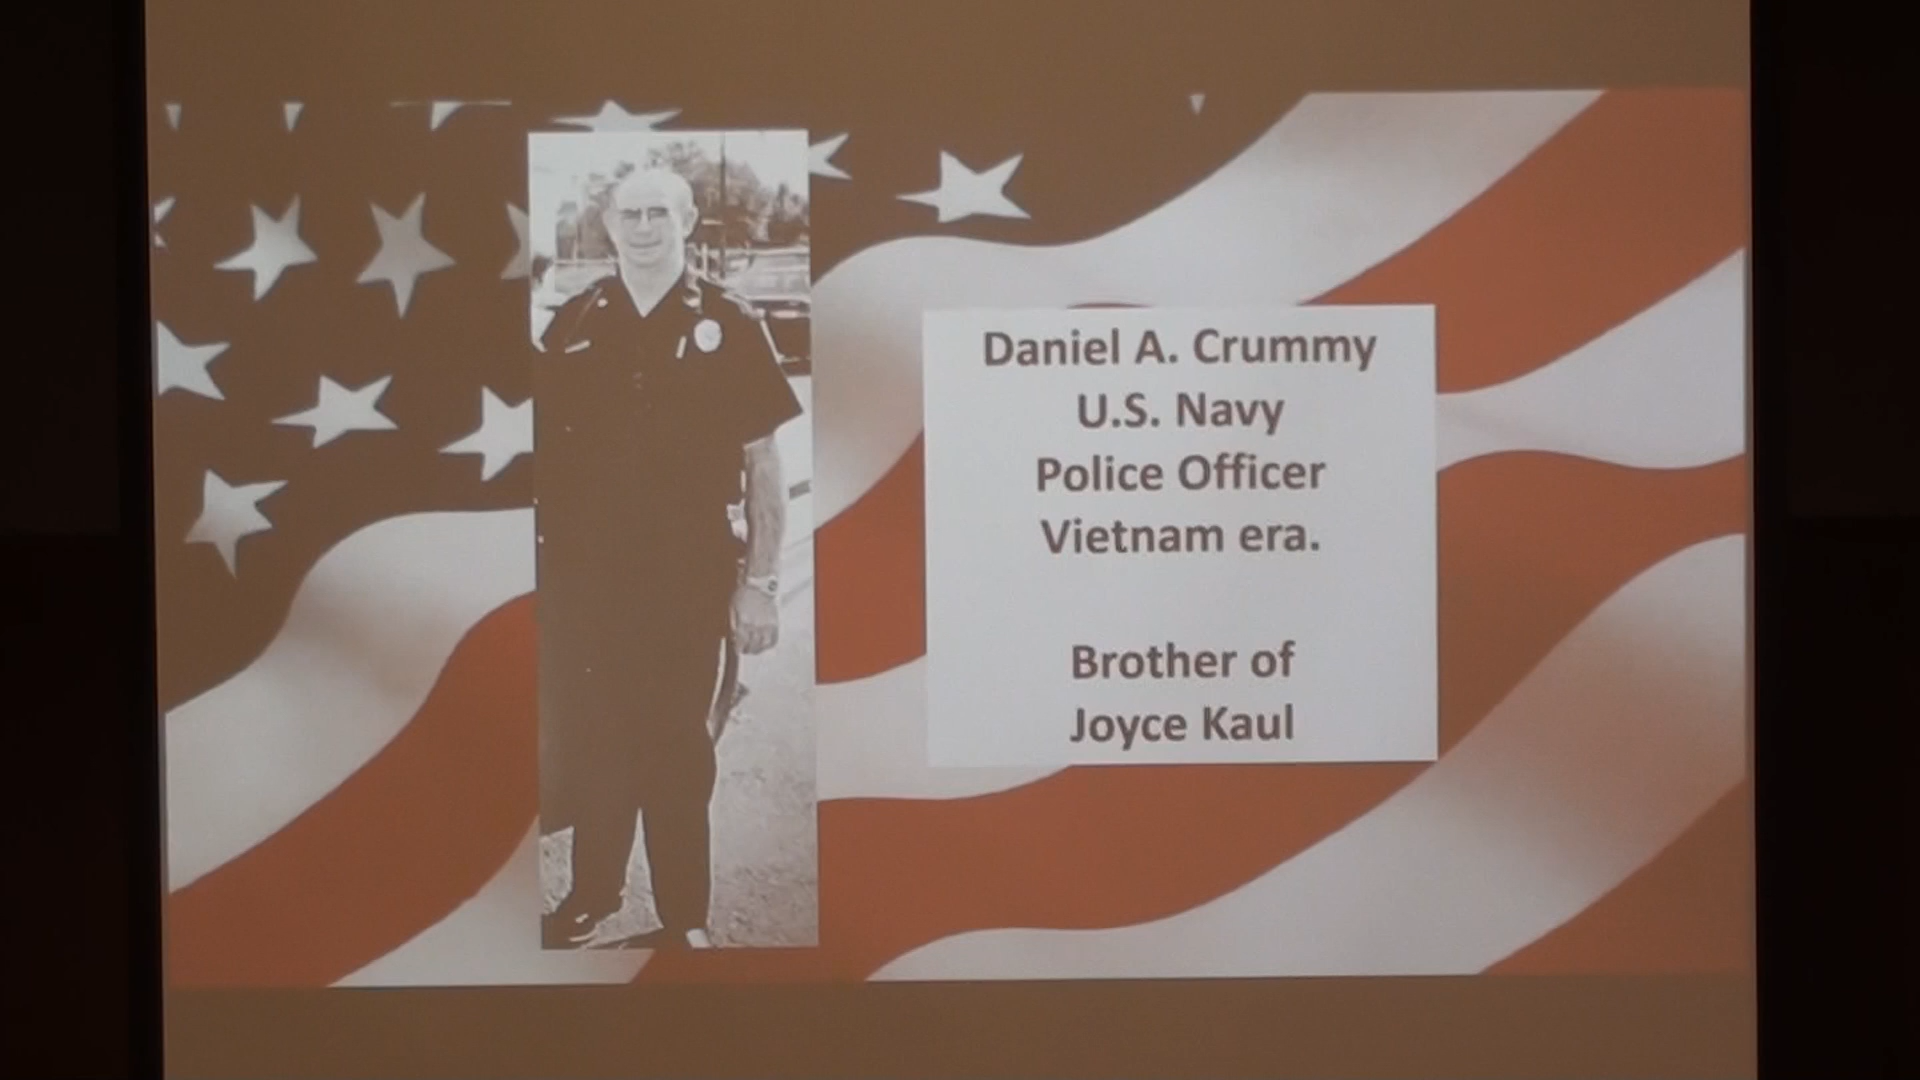 Daniel A. Crummy
U.S. Navy
Police Officer
Vietnam era.
Brother of
Joyce Kaul